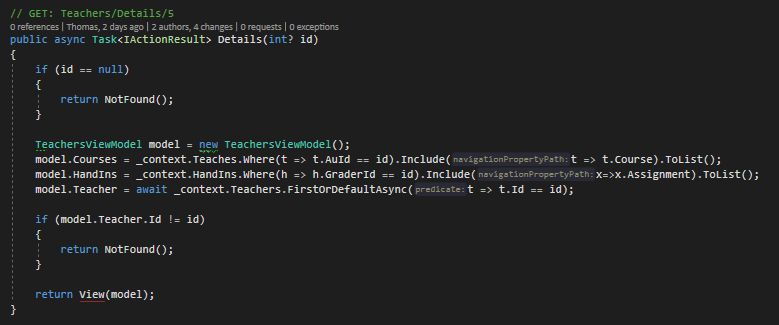 // GET: Teachers/Details/5
0 references | Thomas, 2 days ago | 2 authors, 4 changes | 0 requests | 0 exceptions
public async Task<IActionResult> Details(int? id)
{
if (id == null)
{
return NotFound();
}
TeachersViewModel model = new TeachersViewModel();
model.Courses = _context.Teaches.Where(t => t.AuId == id).Include(navigationPropertyPath:t => t.Course).ToList();
model.HandIns = _context.HandIns.Where(h => h.GraderId == id).Include(navigationPropertyPath:x=>x.Assignment).ToList();
model.Teacher = await _context.Teachers.FirstOrDefaultAsync(predicate:t => t.Id == id);
if (model.Teacher.Id != id)
{
return NotFound();
}
return View(model);
}